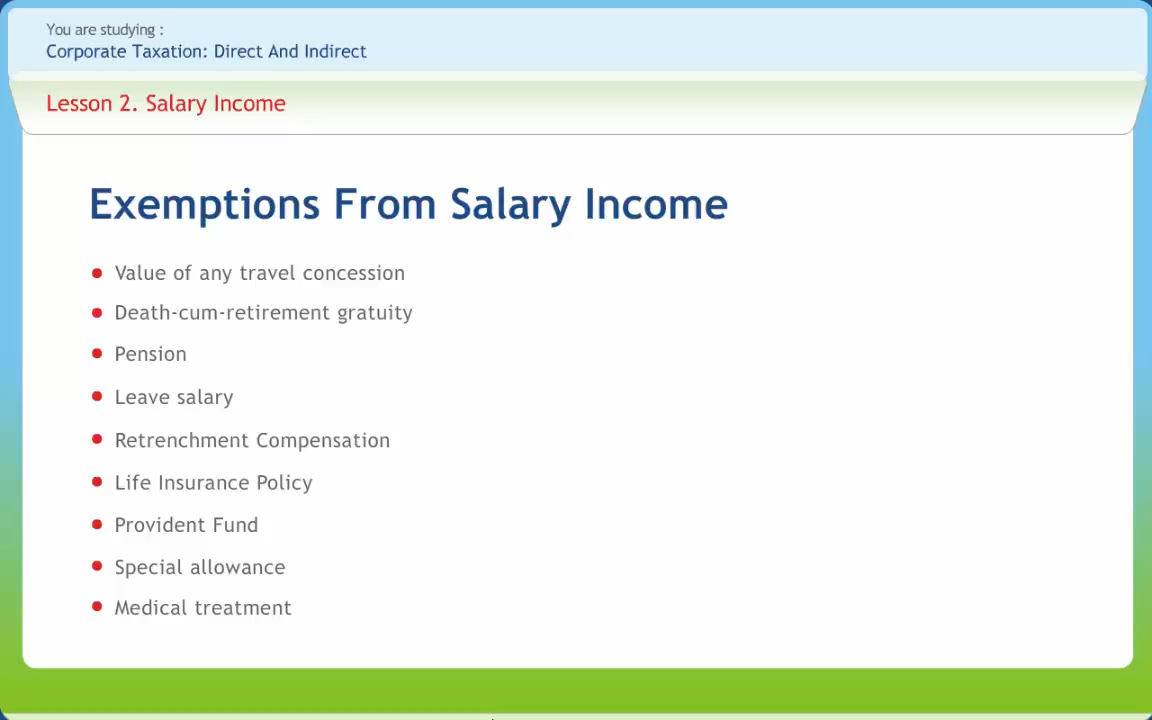 You are studying :
Corporate Taxation: Direct And Indirect
Lesson 2. Salary Income
Exemptions From Salary Income
Value of any travel concession
Death-cum-retirement gratuity
Pension
Leave salary
Retrenchment Compensation
Life Insurance Policy
Provident Fund
Special allowance
Medical treatment